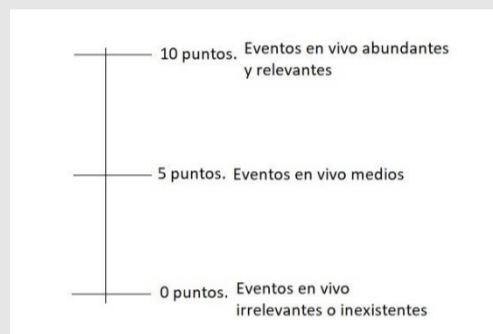 10 puntos. Eventos en vivo abundantes
y relevantes
5 puntos. Eventos en vivo medios
0 puntos. Eventos en vivo
irrelevantes o inexistentes